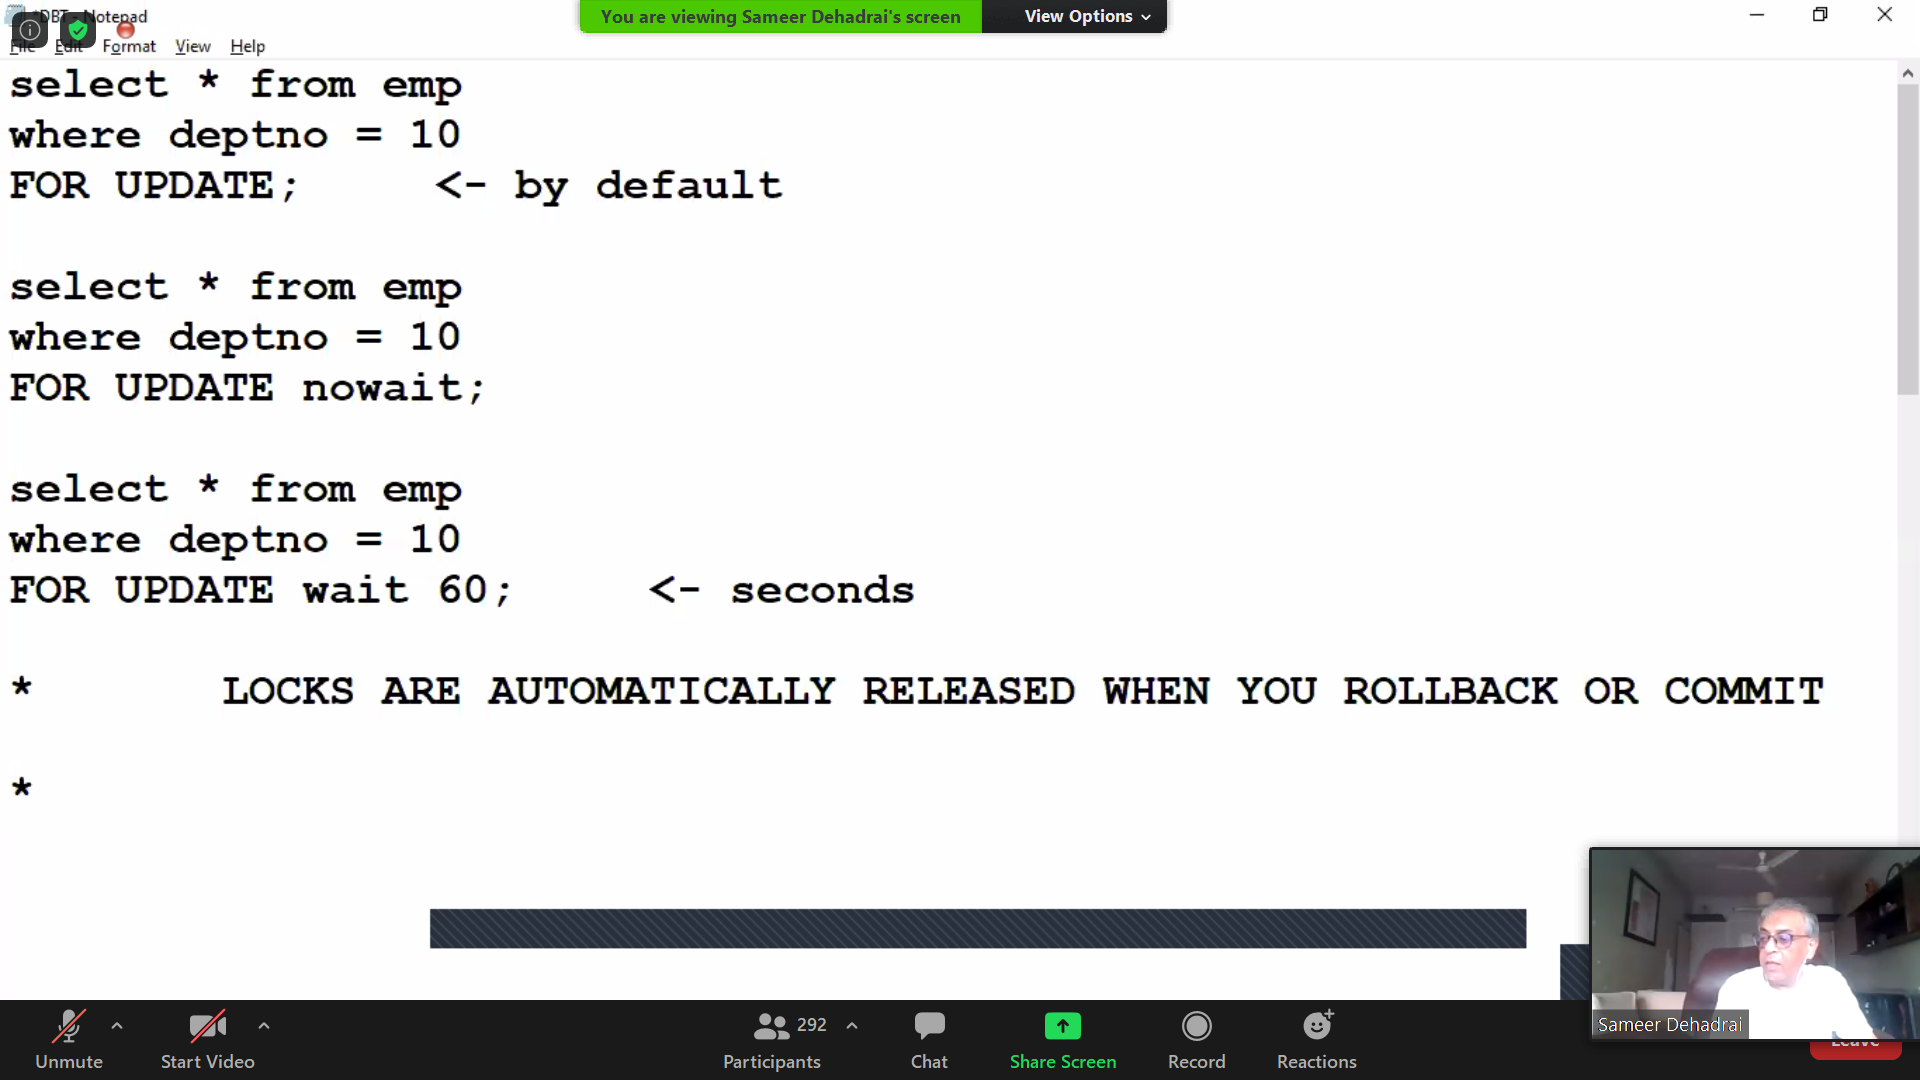 *DBT - Notepad
You are viewing Sameer Dehadrai's screen
View Options
File Edit Format View Help
select * from emp
where deptno = 10
FOR UPDATE; <- by default
select * from emp
where deptno = 10
FOR UPDATE nowait;
select * from emp
where deptno = 10
FOR UPDATE wait 60; <- seconds
* LOCKS ARE AUTOMATICALLY RELEASED WHEN YOU ROLLBACK OR COMMIT
*
Sameer Dehadrai
Unmute
Start Video
292
Participants
Chat
Share Screen
Record
Reactions
Leave